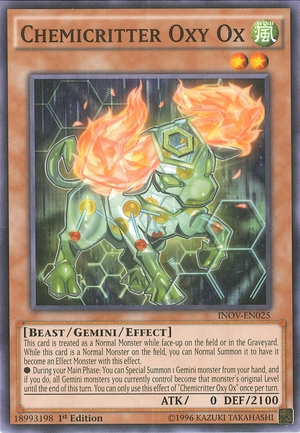 Chemicritter Oxy Ox
風
INOV-EN025
[Beast/Gemini/Effect]
This card is treated as a Normal Monster while face-up on the field or in the Graveyard.
While this card is a Normal Monster on the field, you can Normal Summon it to have it
become an Effect Monster with this effect.
● During your Main Phase: You can Special Summon 1 Gemini monster from your hand, and
if you do, all Gemini monsters you currently control become that monster's original Level
until the end of this turn. You can only use this effect of "Chemicritter Oxy Ox" once per turn.
ATK/ 0 DEF/2100
18993198 1st Edition ©1996 KAZUKI TAKAHASHI